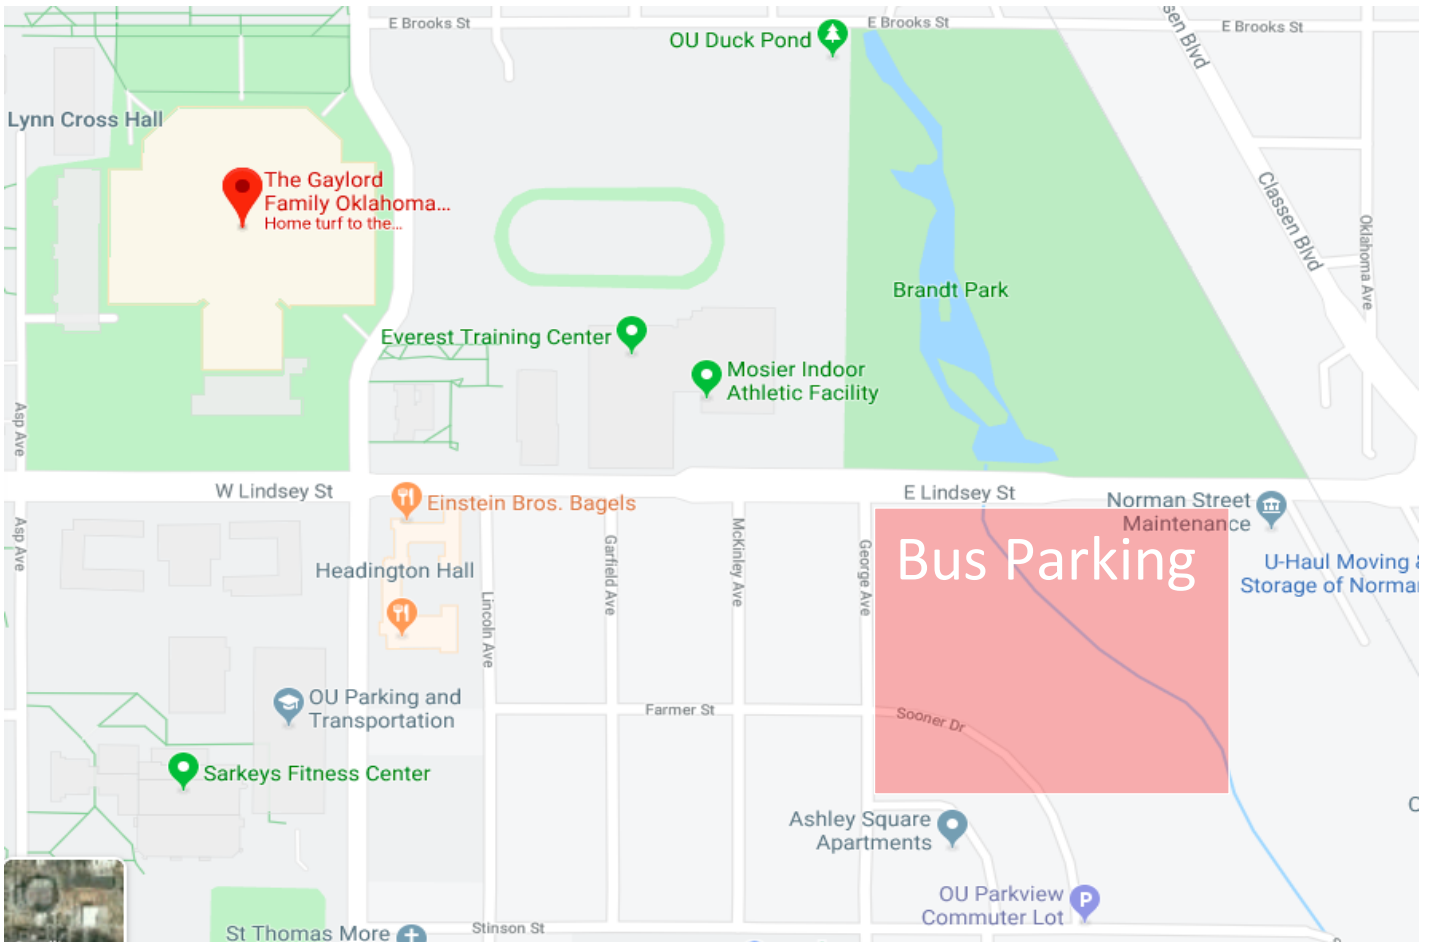 E Brooks St
E Brooks St
E Brooks St
OU Duck Pond
Classen Blvd
Lynn Cross Hall
The Gaylord
Family Oklahoma...
Home turf to the...
Classen Blvd
Oklahoma Ave
Brandt Park
Everest Training Center
Mosier Indoor
Athletic Facility
Asp Ave
W Lindsey St
E Lindsey St
Einstein Bros. Bagels
Norman Street
Maintenance
Asp Ave
McKinley Ave
Garfield Ave
George Ave
Bus Parking
U-Haul Moving &
Storage of Norma
Headington Hall
Lincoln Ave
OU Parking and
Transportation
Farmer St
Sooner Dr
Sarkeys Fitness Center
Ashley Square
Apartments
P
OU Parkview
Commuter Lot
St Thomas More
Stinson St